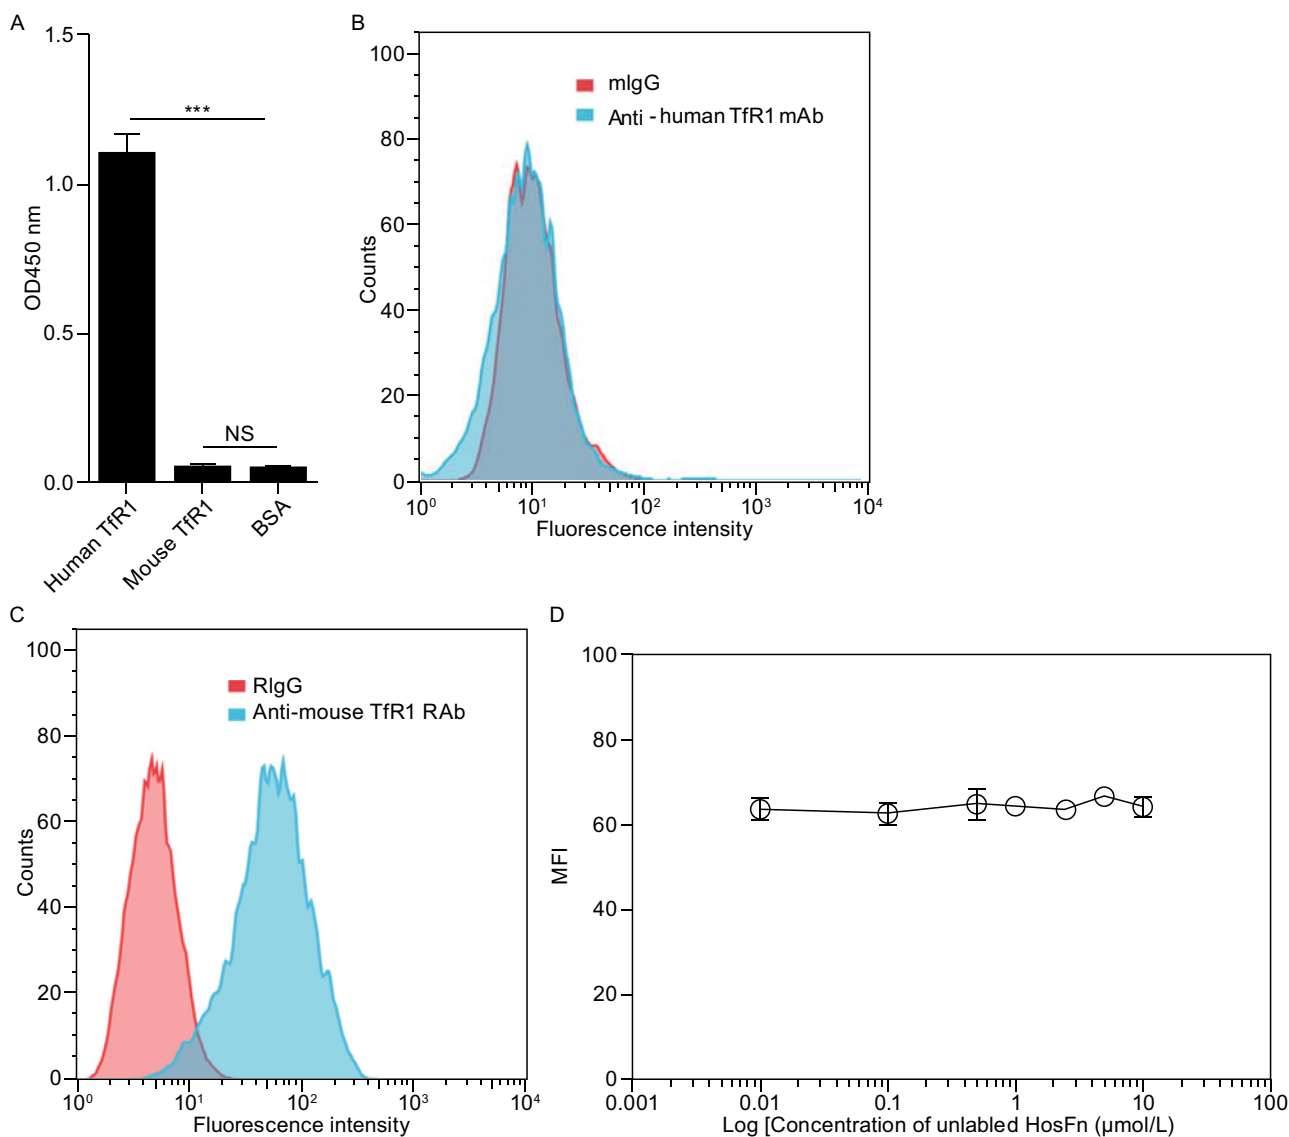 A
1.5
1.0
0.5
0.0
OD450 nm
***
NS
Human TfR1
Mouse TfR1
BSA
B
100
80
60
40
20
0
Counts
mIgG
Anti-human TfR1 mAb
10⁰ 10¹ 10² 10³ 10⁴
Fluorescence intensity
C
100
80
60
40
20
0
Counts
RIgG
Anti-mouse TfR1 RAb
10⁰ 10¹ 10² 10³ 10⁴
Fluorescence intensity
D
100
80
60
40
20
0
MFI
0.001 0.01 0.1 1 10 100
Log [Concentration of unlabled HosFn (μmol/L)